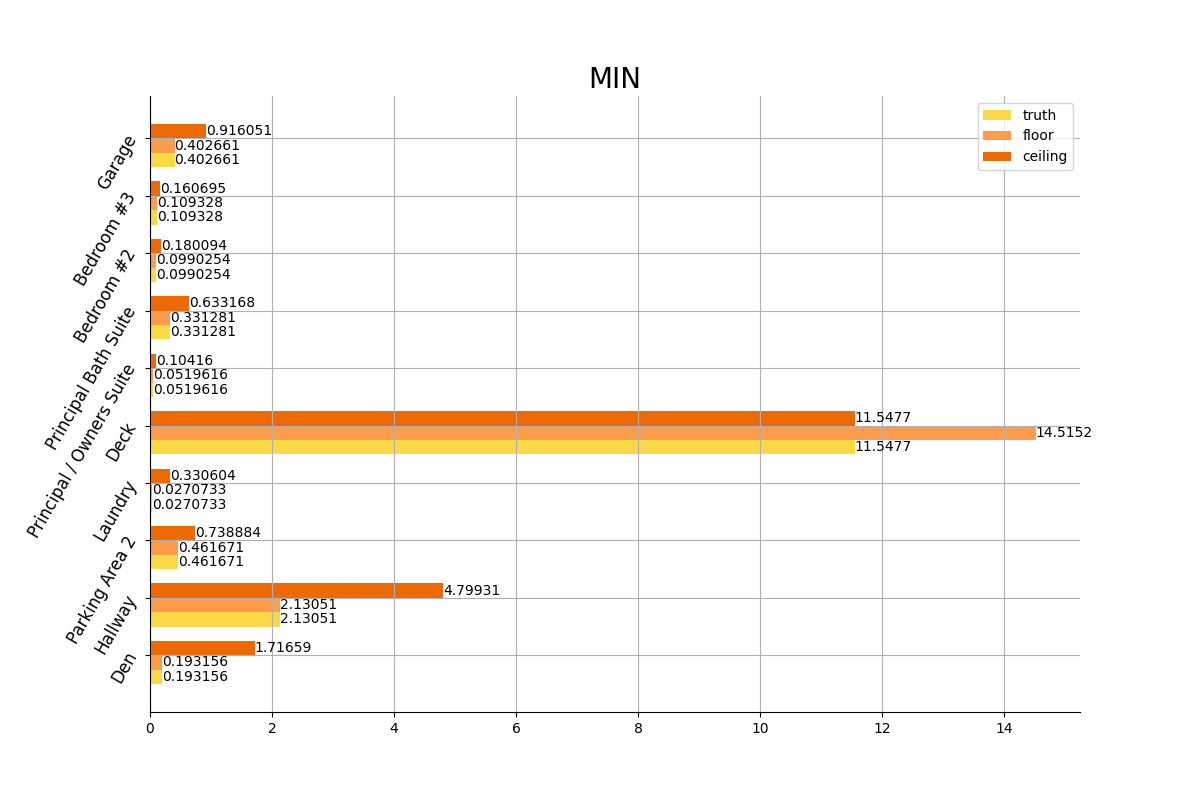 MIN
truth
floor
ceiling
Garage
0.916051
0.402661
0.402661
Bedroom #3
0.160695
0.109328
0.109328
Bedroom #2
0.180094
0.0990254
0.0990254
Principal Bath Suite
0.633168
0.331281
0.331281
Principal / Owners Suite
0.10416
0.0519616
0.0519616
Deck
11.5477
14.5152
11.5477
Laundry
0.330604
0.0270733
0.0270733
Parking Area 2
0.738884
0.461671
0.461671
Hallway
4.79931
2.13051
2.13051
Den
1.71659
0.193156
0.193156
0 2 4 6 8 10 12 14